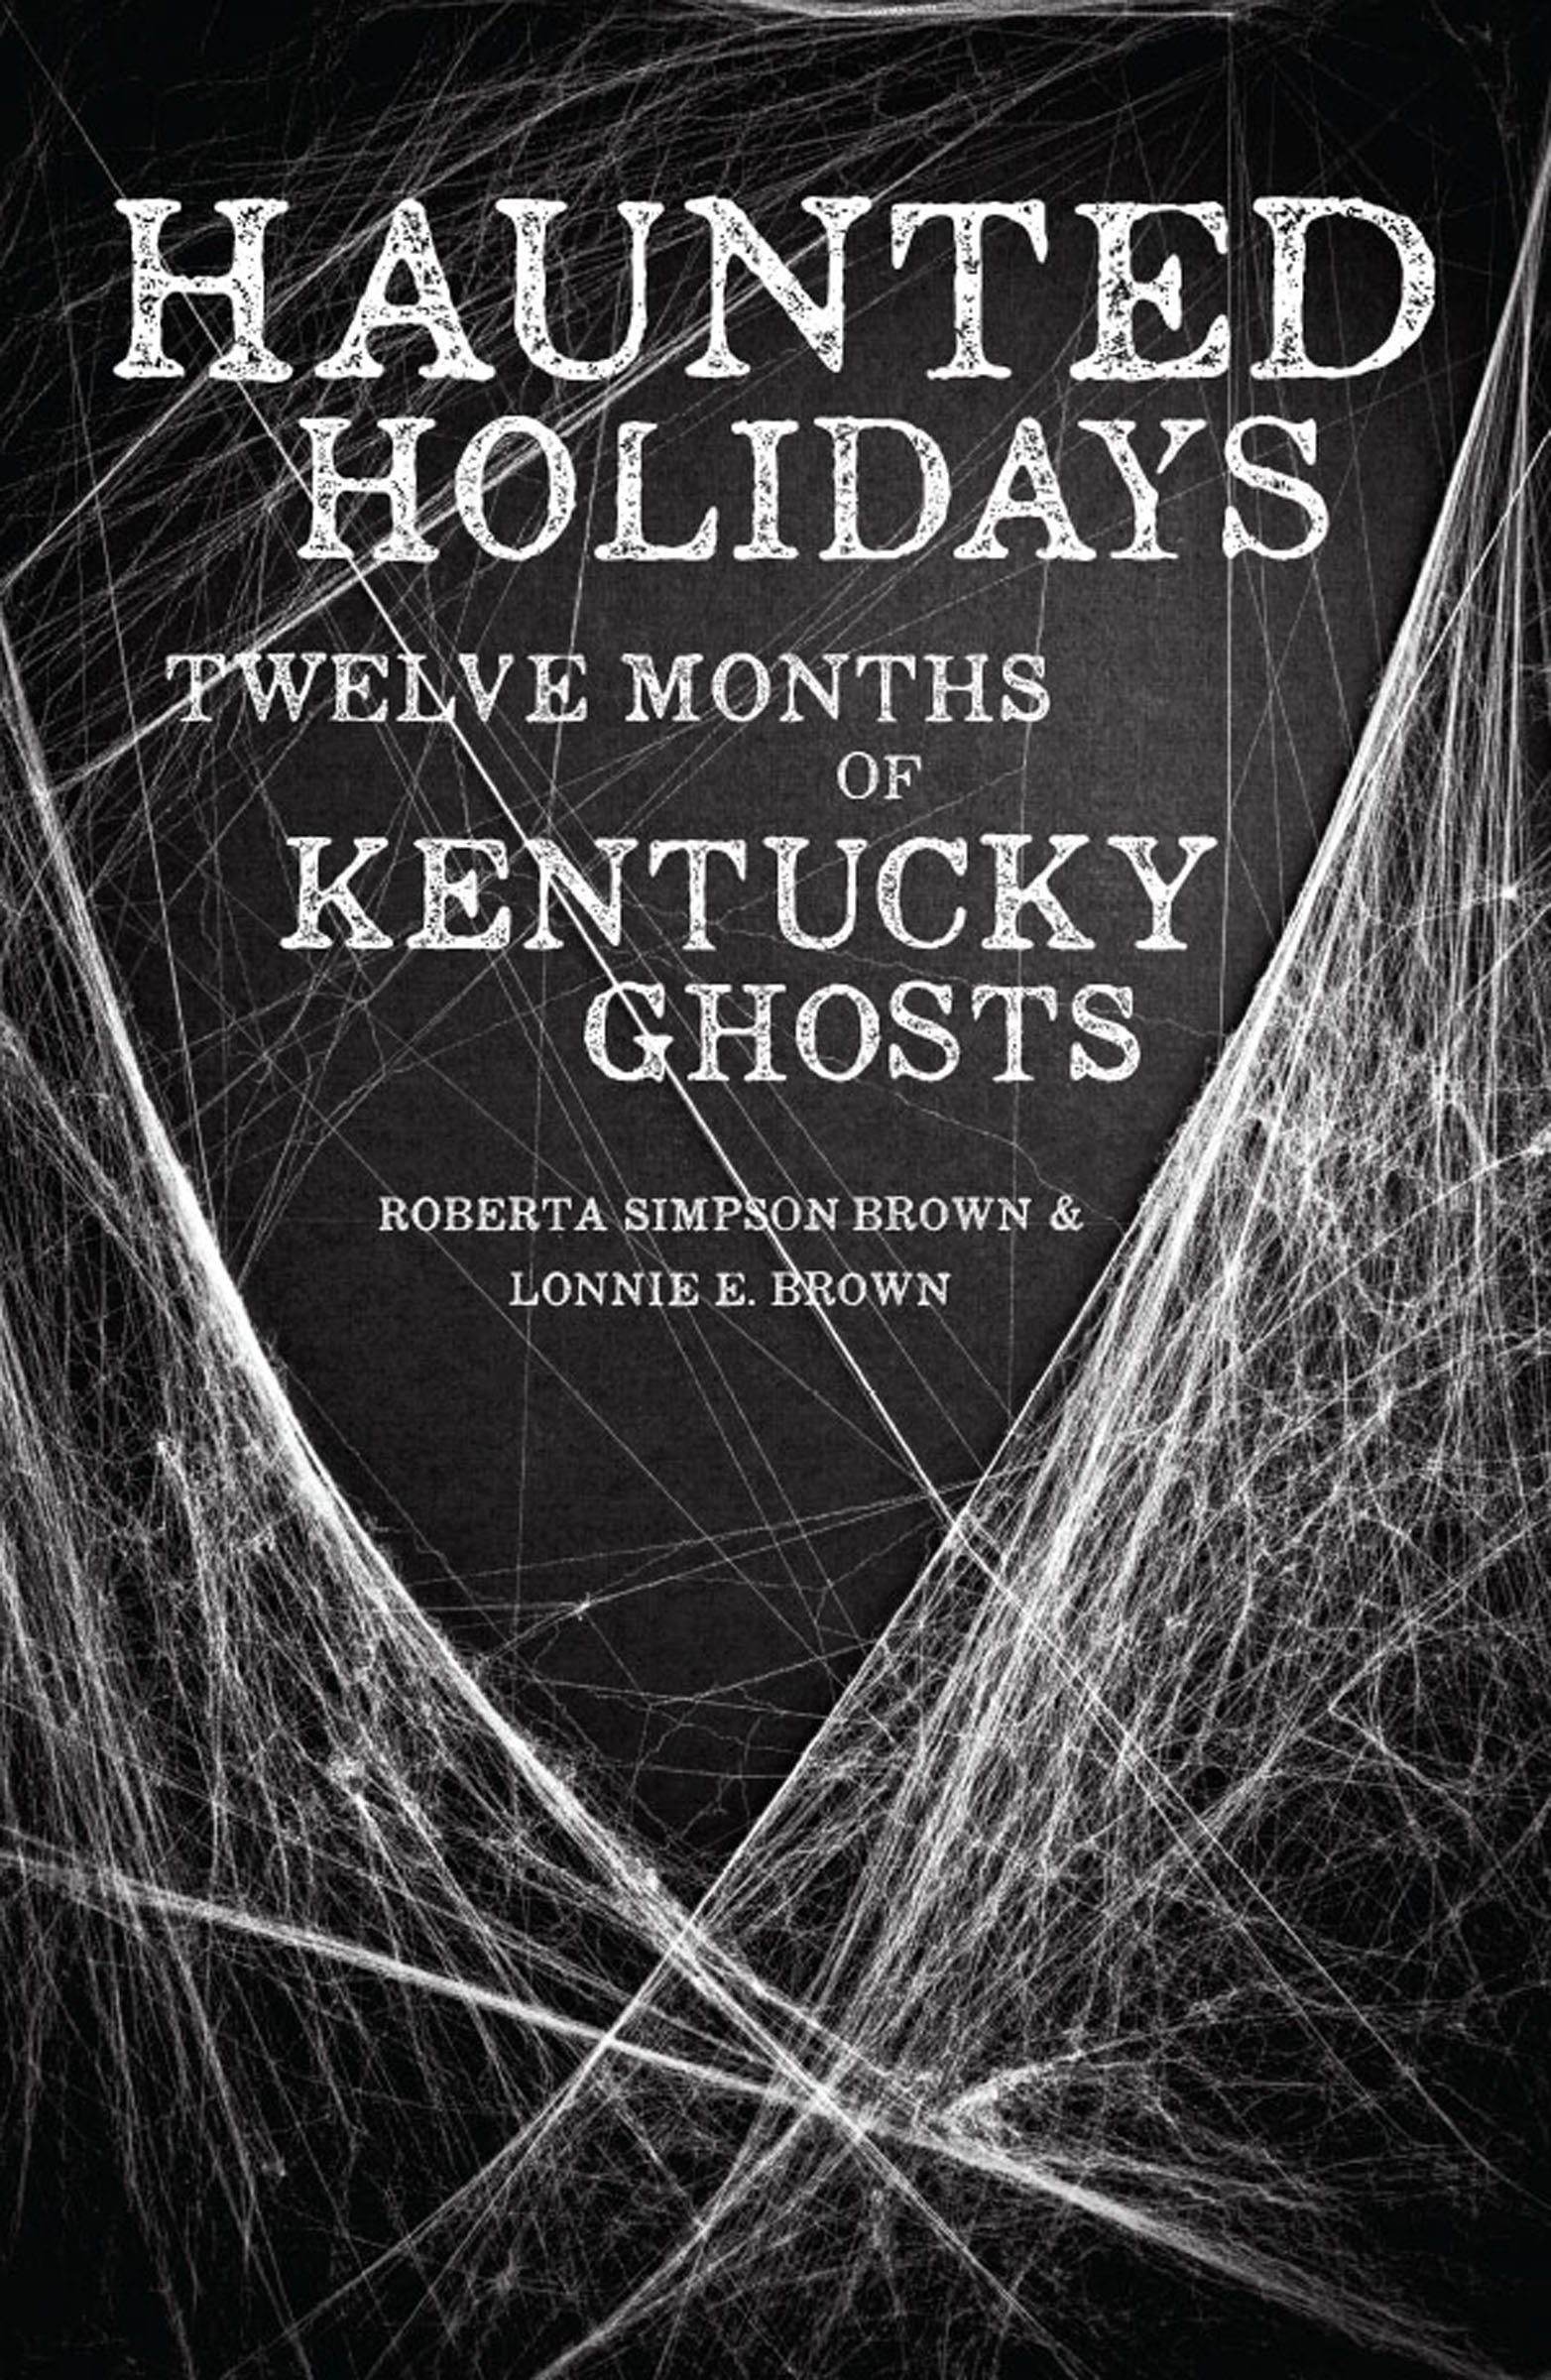 HAUNTED
HOLIDAYS
TWELVE MONTHS
OF
KENTUCKY
GHOSTS
ROBERTA SIMPSON BROWN &
LONNIE E. BROWN